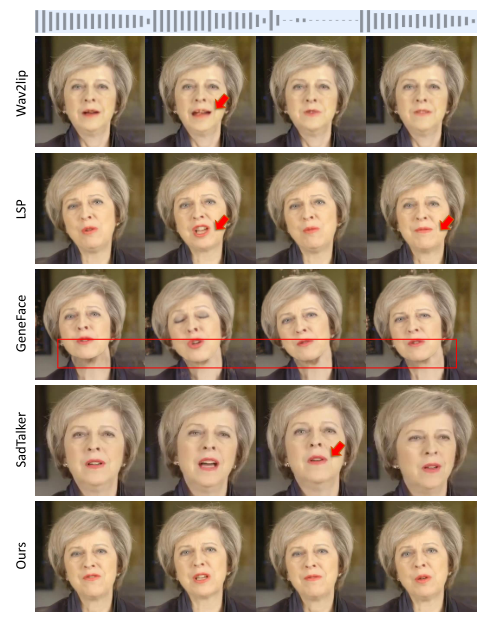 Wav2lip
LSP
GeneFace
SadTalker
Ours